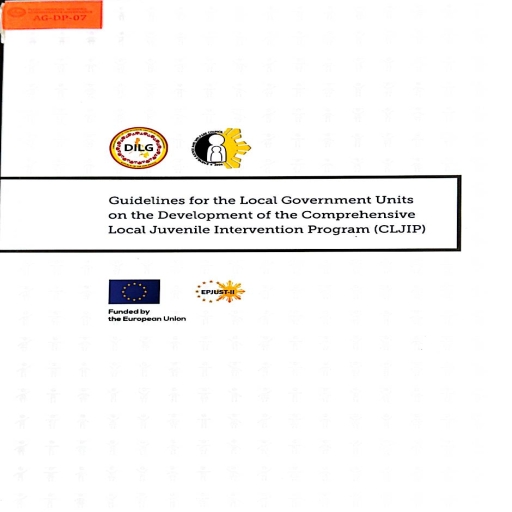 AG-DP-07
DILG
Guidelines for the Local Government Units
on the Development of the Comprehensive
Local Juvenile Intervention Program (CLJIP)
EPJUST-II
Funded by
the European Union